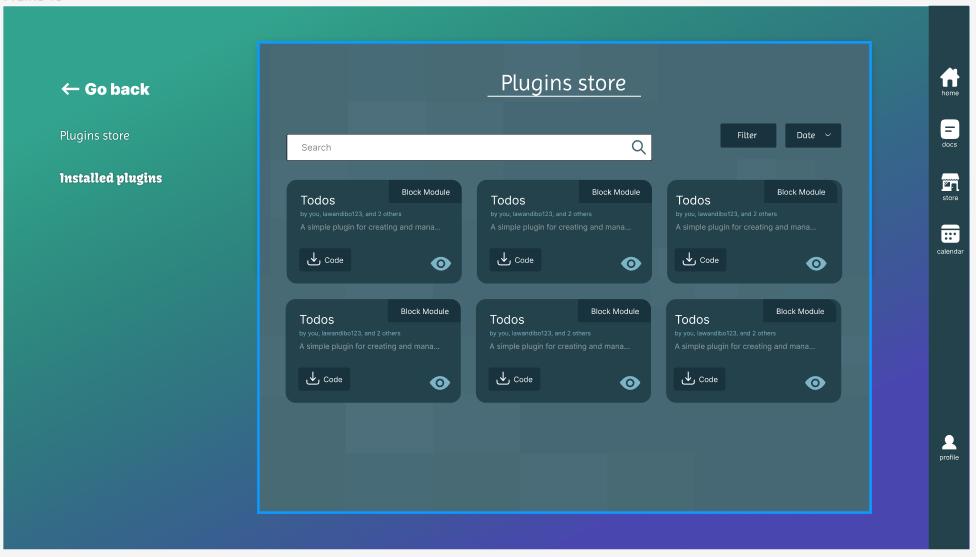 Go back
Plugins store
Installed plugins
Plugins store
Search
Filter
Date
Block Module
Todos
by you, lawandibo123, and 2 others
A simple plugin for creating and mana...
Code
Block Module
Todos
by you, lawandibo123, and 2 others
A simple plugin for creating and mana...
Code
Block Module
Todos
by you, lawandibo123, and 2 others
A simple plugin for creating and mana...
Code
Block Module
Todos
by you, lawandibo123, and 2 others
A simple plugin for creating and mana...
Code
Block Module
Todos
by you, lawandibo123, and 2 others
A simple plugin for creating and mana...
Code
Block Module
Todos
by you, lawandibo123, and 2 others
A simple plugin for creating and mana...
Code
home
docs
store
calendar
profile